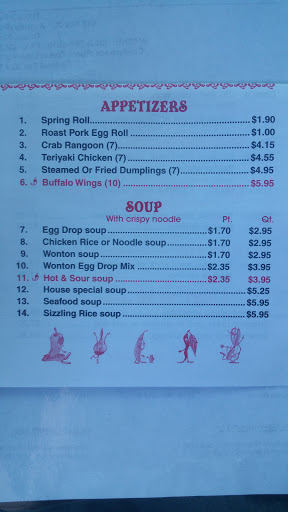 APPETIZERS
1. Spring Roll $1.90
2. Roast Pork Egg Roll $1.00
3. Crab Rangoon (7) $4.15
4. Teriyaki Chicken (7) $4.55
5. Steamed Or Fried Dumplings (7) $4.95
6. Buffalo Wings (10) $5.95
SOUP
With crispy noodle Pt. Qt.
7. Egg Drop soup $1.70 $2.95
8. Chicken Rice or Noodle soup $1.70 $2.95
9. Wonton soup $1.70 $2.95
10. Wonton Egg Drop Mix $2.35 $3.95
11. Hot & Sour soup $2.35 $3.95
12. House special soup $5.25
13. Seafood soup $5.95
14. Sizzling Rice soup $5.95